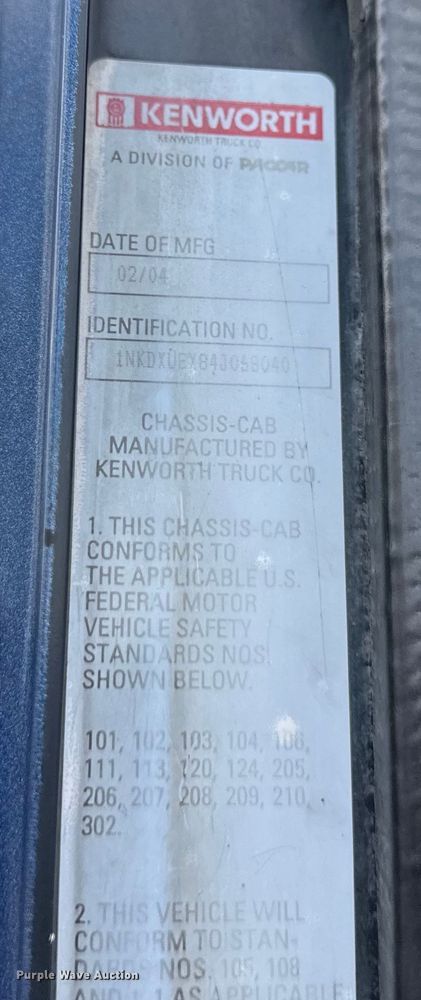 KENWORTH
KENWORTH TRUCK CO.
A DIVISION OF PACCAR
DATE OF MFG
02/04
IDENTIFICATION NO.
CHASSIS-CAB
MANUFACTURED BY
KENWORTH TRUCK CO.
1. THIS CHASSIS-CAB
CONFORMS TO
THE APPLICABLE U.S.
FEDERAL MOTOR
VEHICLE SAFETY
STANDARDS NOS.
SHOWN BELOW.
101, 102, 103, 104, 106,
111, 113, 120, 124, 205,
206, 207, 208, 209, 210,
302.
2. THIS VEHICLE WILL
CONFORM TO STAN-
DARDS NOS. 105, 108
AS APPLICABLE
Purple Wave Auction